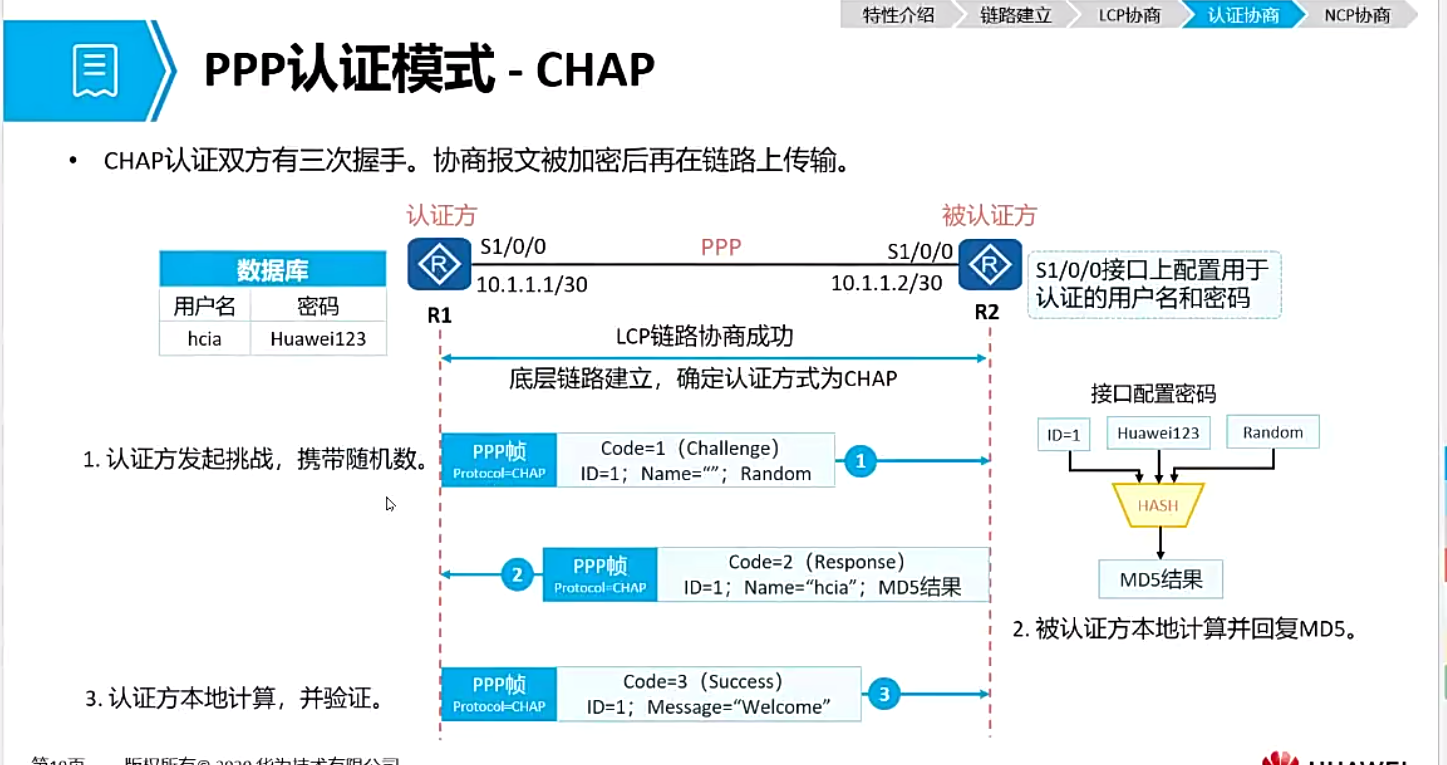 特性介绍
链路建立
LCP协商
认证协商
NCP协商
PPP认证模式 - CHAP
• CHAP认证双方有三次握手。协商报文被加密后再在链路上传输。
认证方
被认证方
S1/0/0
PPP
S1/0/0
10.1.1.1/30
10.1.1.2/30
R
R
R1
R2
数据库
用户名 密码
hcia Huawei123
S1/0/0接口上配置用于
认证的用户名和密码
LCP链路协商成功
底层链路建立，确定认证方式为CHAP
1. 认证方发起挑战，携带随机数。
PPP帧
Protocol=CHAP
Code=1（Challenge）
ID=1；Name=“”；Random
1
接口配置密码
ID=1
Huawei123
Random
HASH
MD5结果
2
PPP帧
Protocol=CHAP
Code=2（Response）
ID=1；Name=“hcia”；MD5结果
2. 被认证方本地计算并回复MD5。
3. 认证方本地计算，并验证。
PPP帧
Protocol=CHAP
Code=3（Success）
ID=1；Message=“Welcome”
3
第10页 版权所有© 2020 华为技术有限公司
HUAWEI